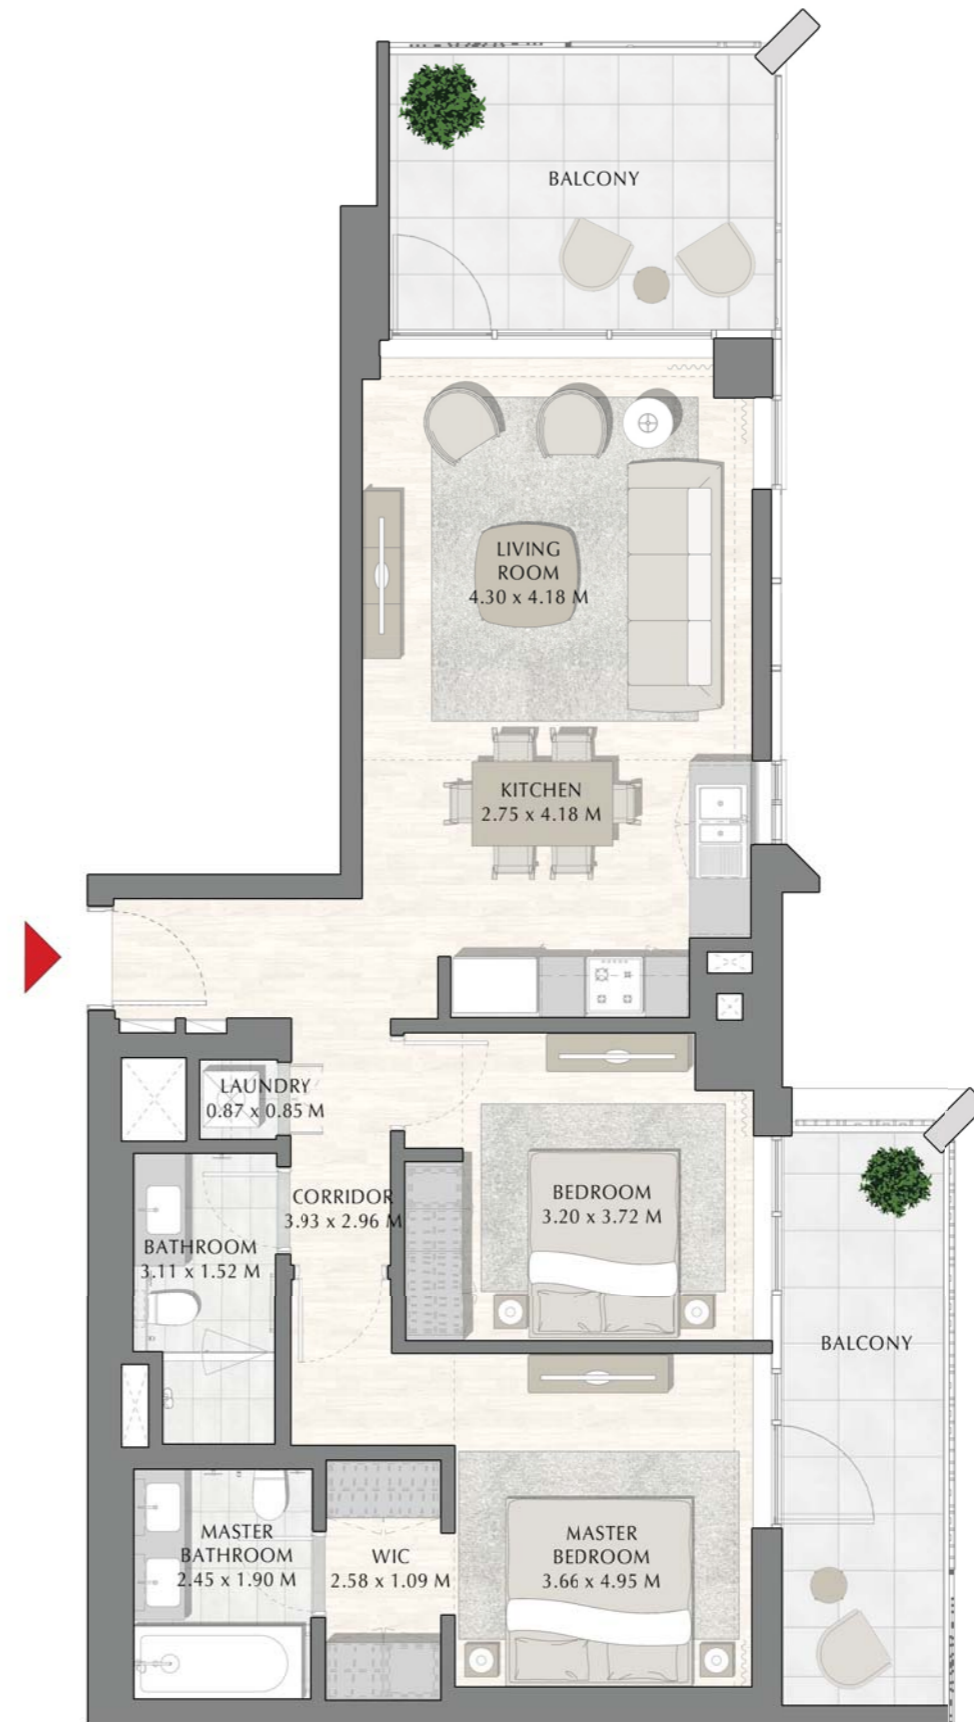 BALCONY
LIVING
ROOM
4.30 x 4.18 M
KITCHEN
2.75 x 4.18 M
LAUNDRY
0.87 x 0.85 M
CORRIDOR
3.93 x 2.96 M
BEDROOM
3.20 x 3.72 M
BATHROOM
3.11 x 1.52 M
BALCONY
MASTER
BATHROOM
2.45 x 1.90 M
WIC
2.58 x 1.09 M
MASTER
BEDROOM
3.66 x 4.95 M